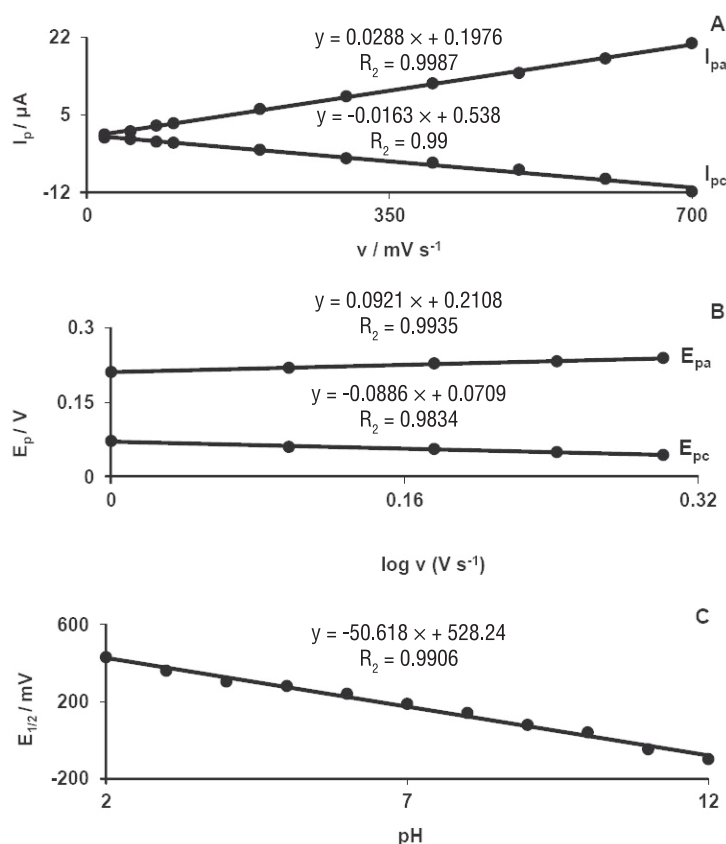 A
22
y = 0.0288 × + 0.1976
R2 = 0.9987
Ipa
Ip / µA
5
y = -0.0163 × + 0.538
R2 = 0.99
Ipc
-12
0
350
700
ν / mV s-1
B
y = 0.0921 × + 0.2108
R2 = 0.9935
0.3
Epa
Ep / V
0.15
y = -0.0886 × + 0.0709
R2 = 0.9834
Epc
0
0
0.16
0.32
log ν (V s-1)
C
600
y = -50.618 × + 528.24
R2 = 0.9906
E1/2 / mV
200
-200
2
7
12
pH